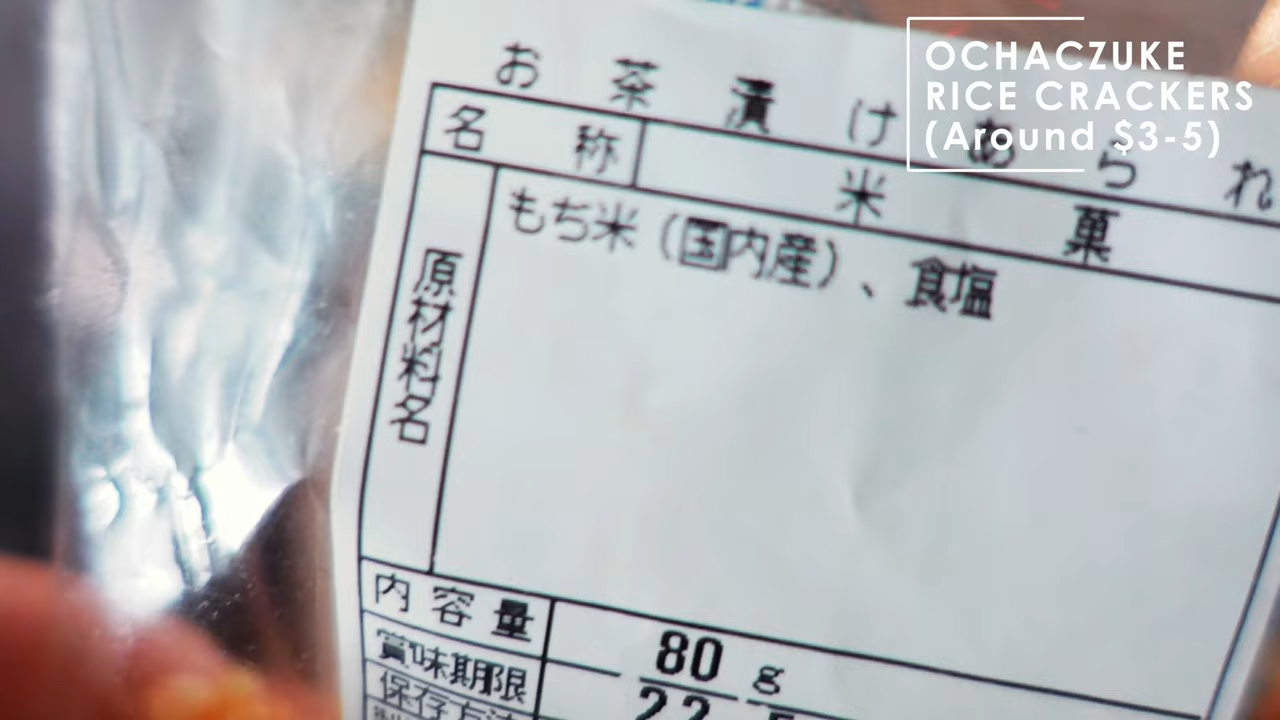 OCHACZUKE
RICE CRACKERS
(Around $3-5)
お茶漬けあられ
名称 米菓
原材料名 もち米（国内産）、食塩
内容量 80g
賞味期限 22
保存方法